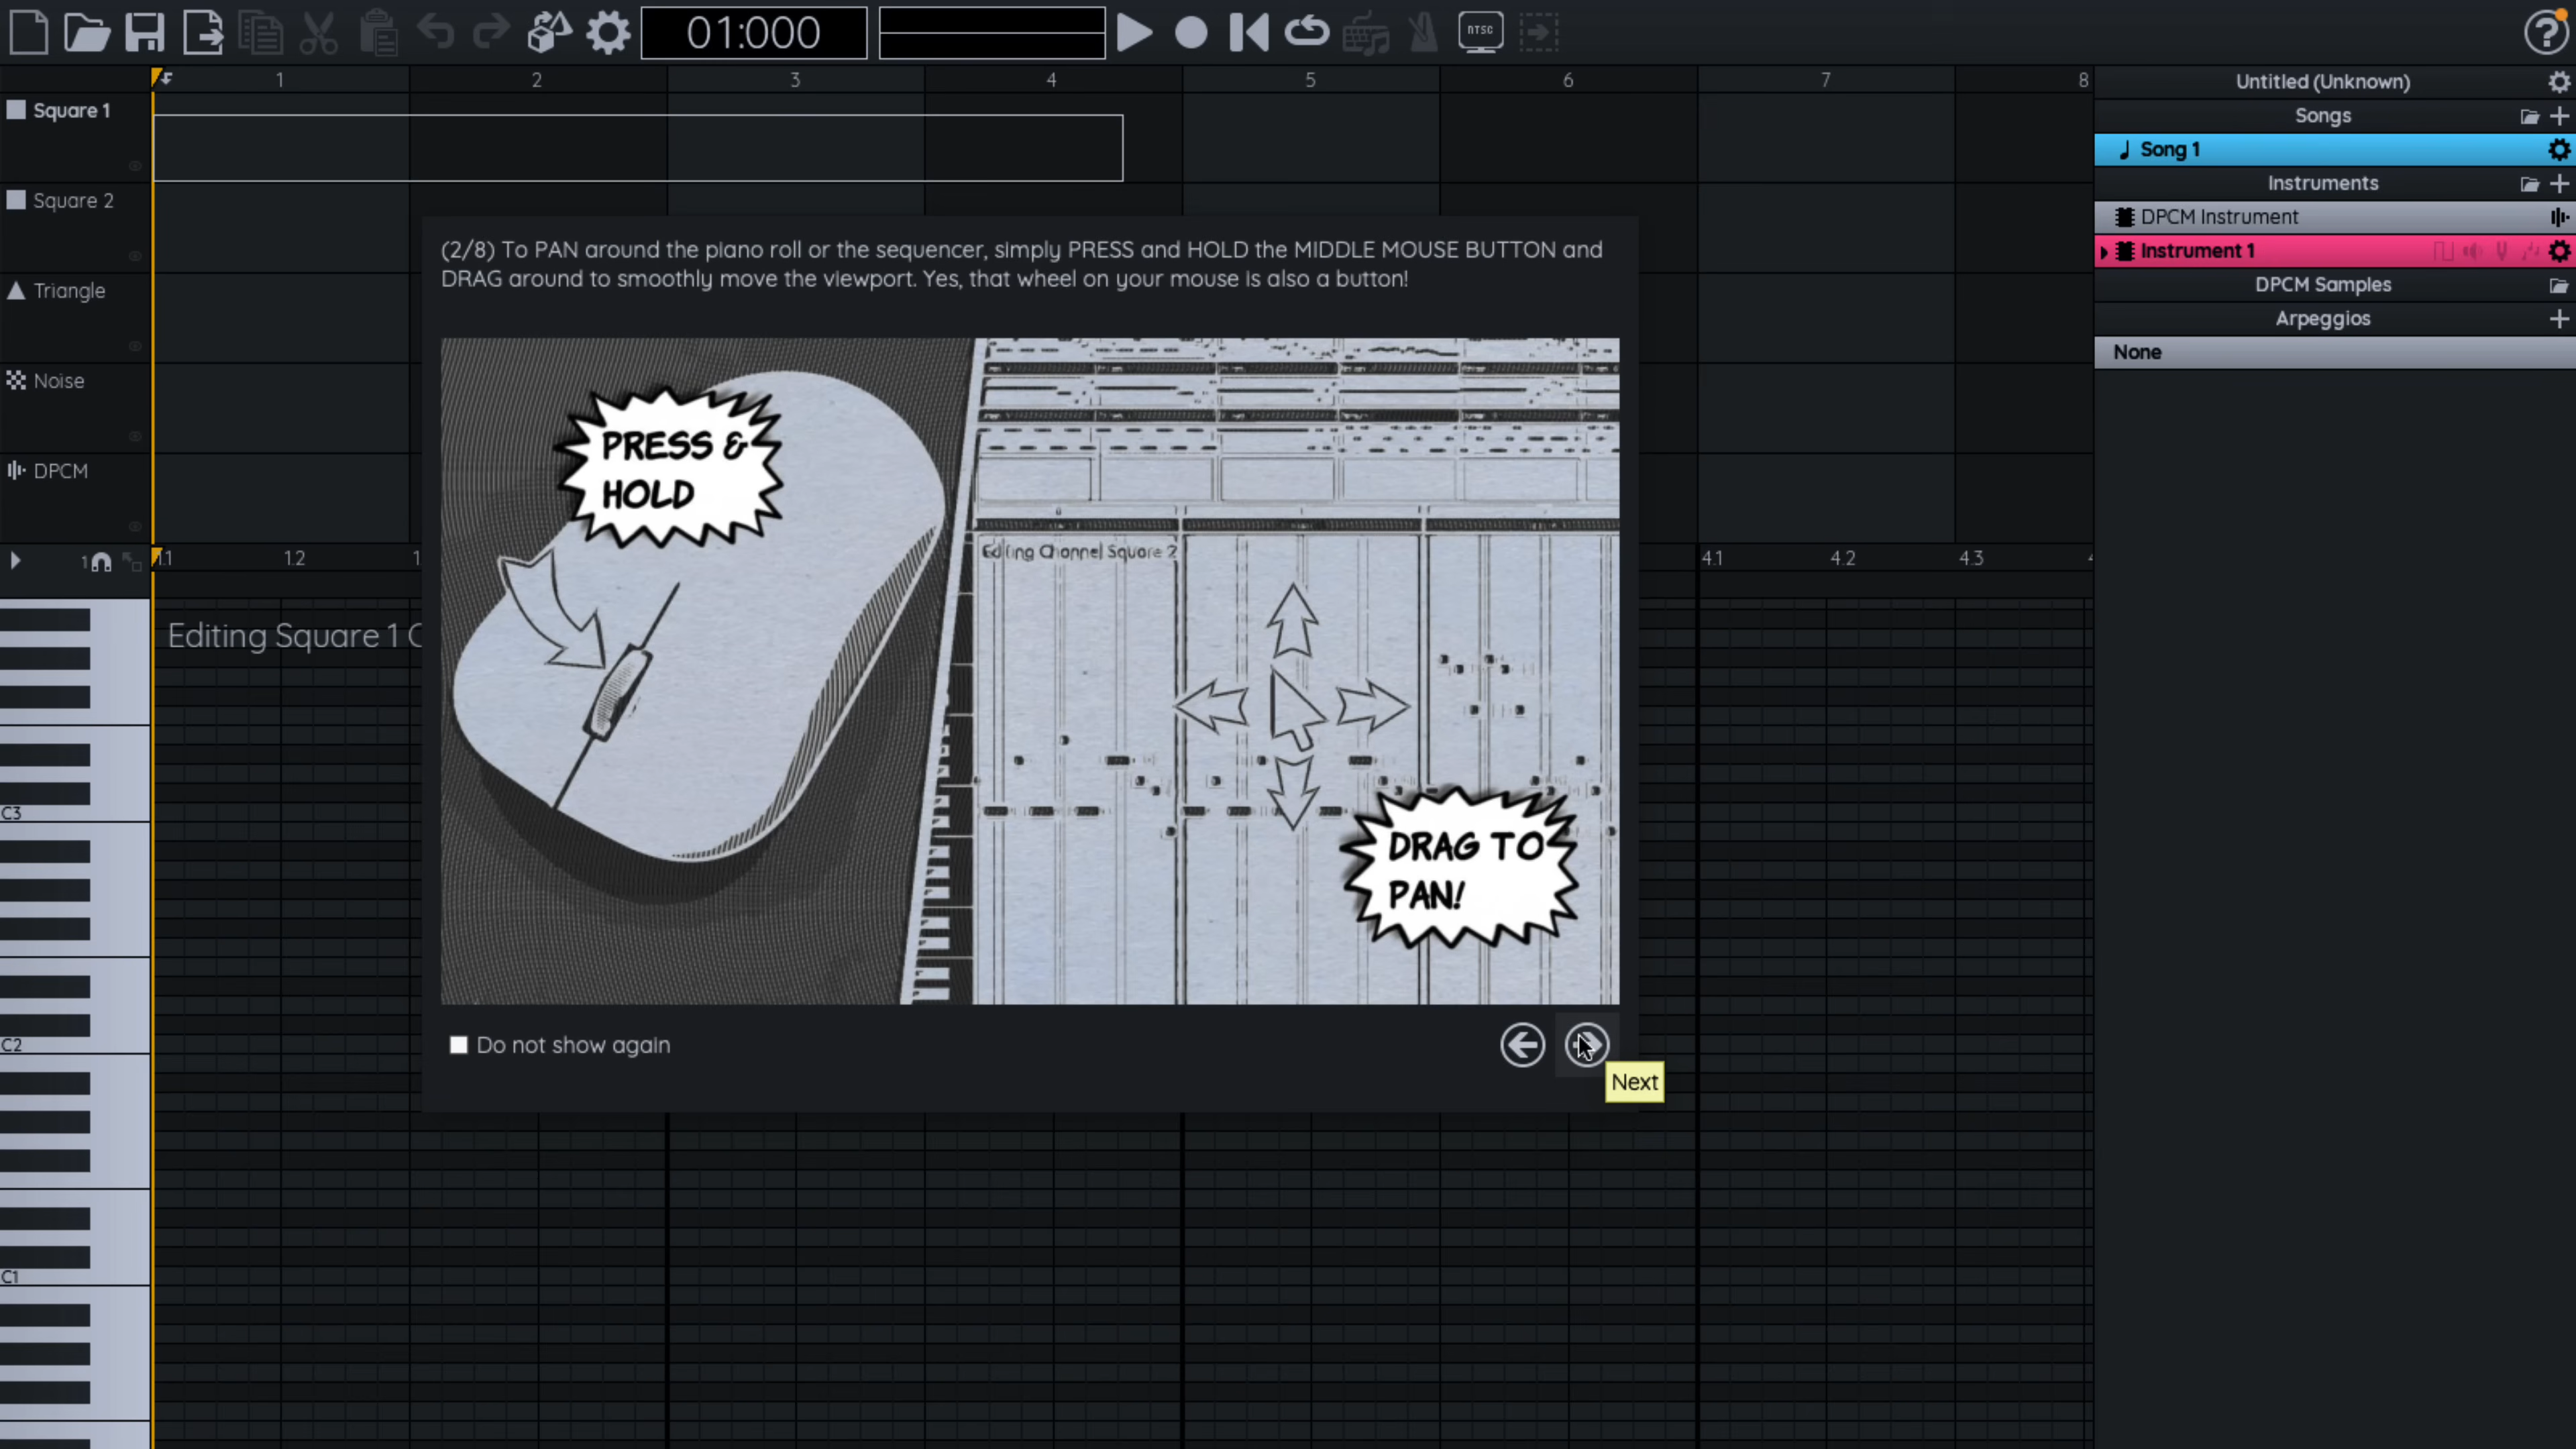 01:000
NTSC
1 2 3 4 5 6 7 8
Untitled (Unknown)
Songs
Song 1
Instruments
DPCM Instrument
Instrument 1
DPCM Samples
Arpeggios
None
Square 1
Square 2
Triangle
Noise
DPCM
(2/8) To PAN around the piano roll or the sequencer, simply PRESS and HOLD the MIDDLE MOUSE BUTTON and
DRAG around to smoothly move the viewport. Yes, that wheel on your mouse is also a button!
PRESS &
HOLD
Editing Channel Square 2
DRAG TO
PAN!
Do not show again
Next
1
1.1 1.2 4.1 4.2 4.3
Editing Square 1
C3
C2
C1